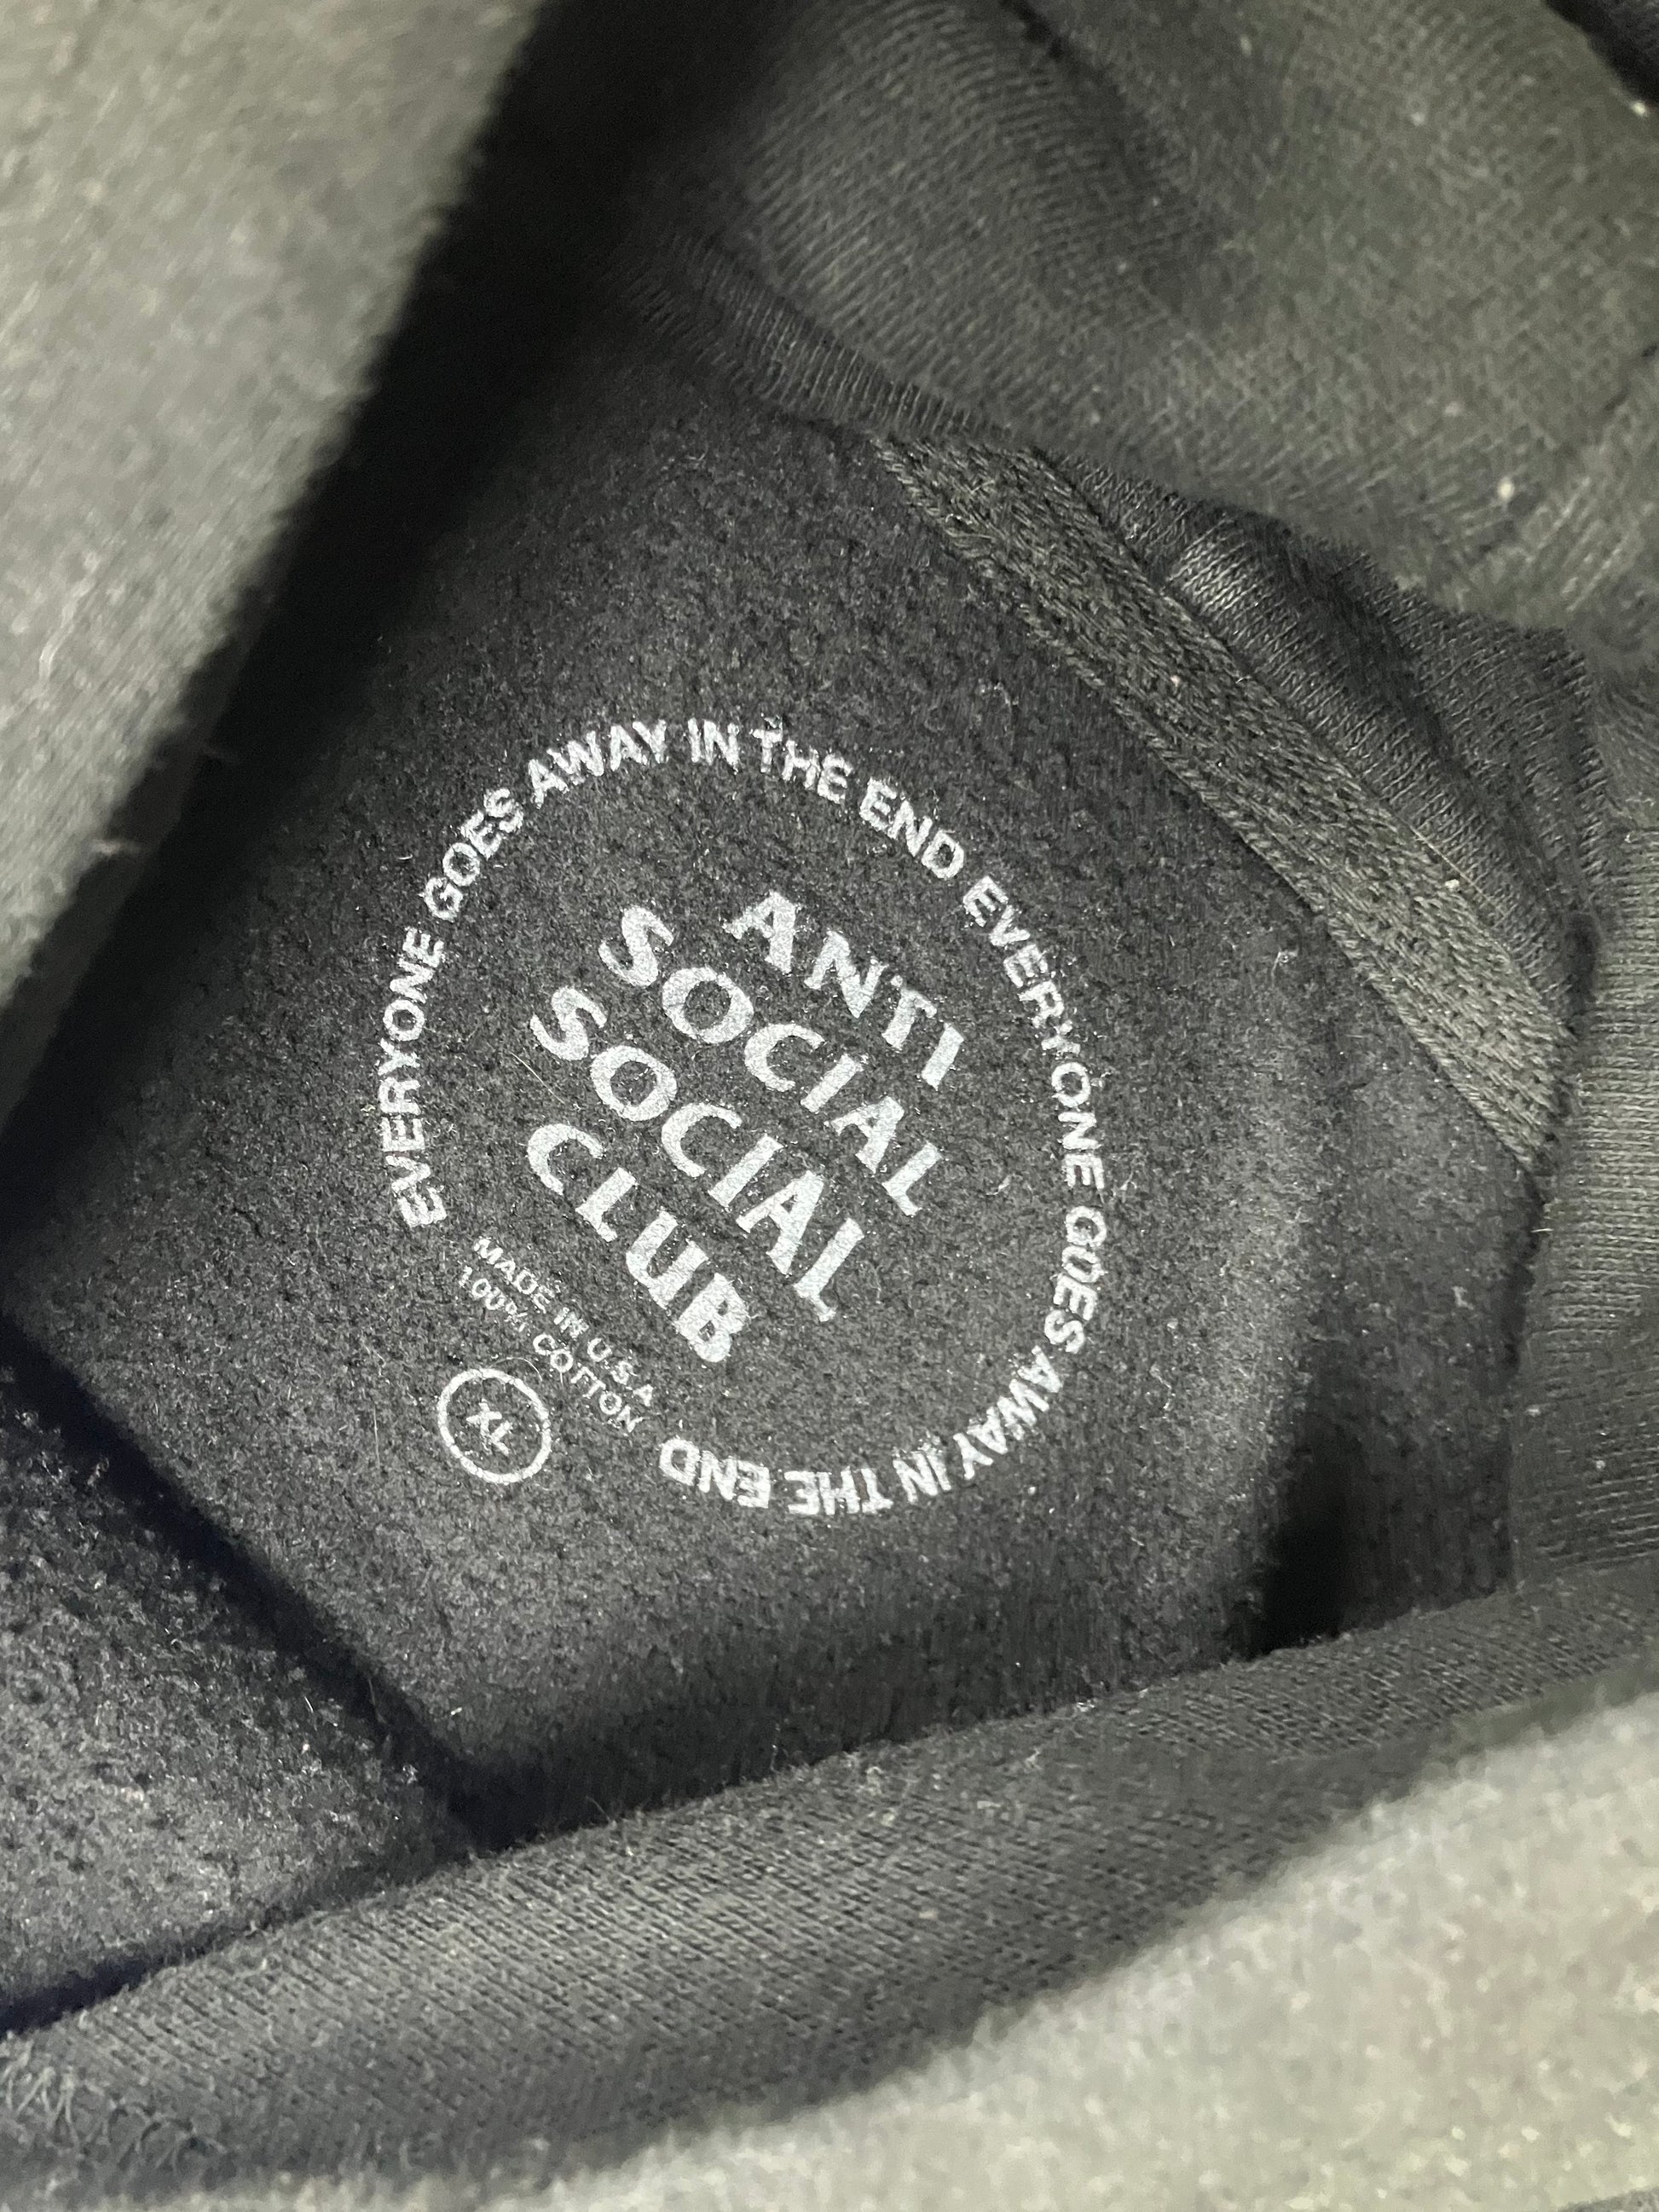 EVERYONE GOES AWAY IN THE END EVERYONE GOES AWAY IN THE END
ANTI
SOCIAL
SOCIAL
CLUB
MADE IN U.S.A
100% COTTON
XL